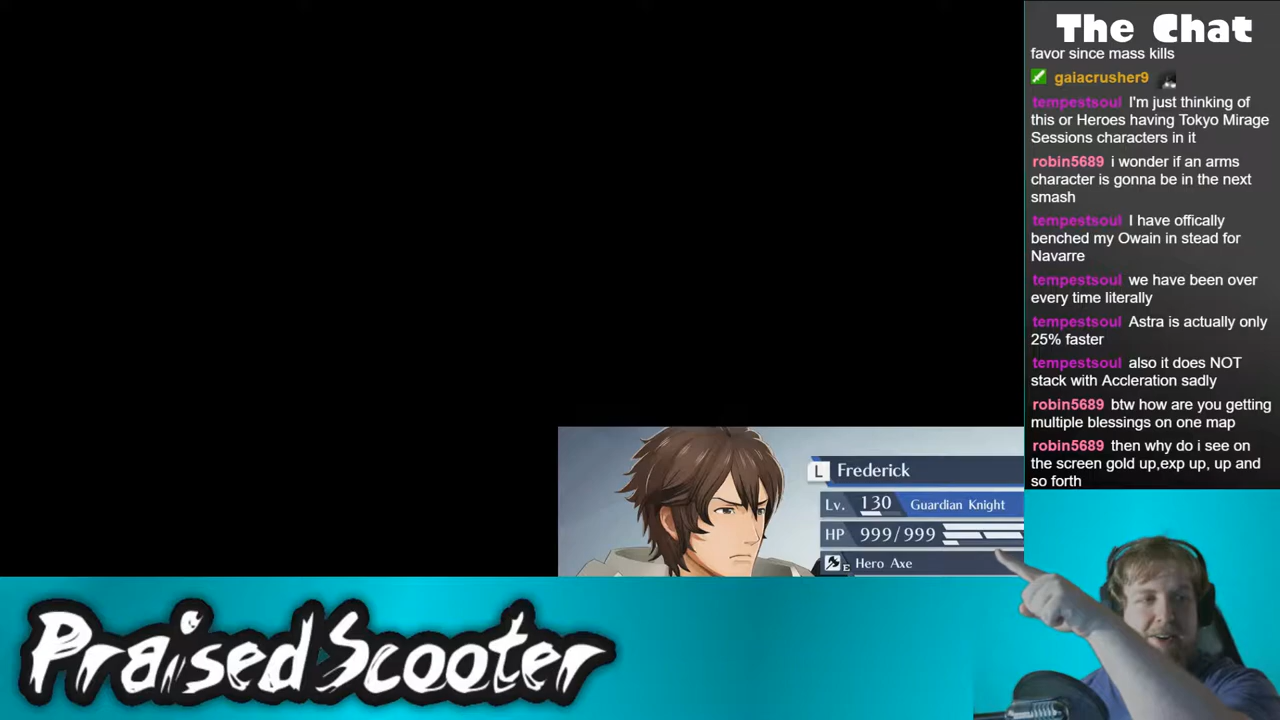 The Chat
favor since mass kills
gaiacrusher9
tempestsoul I'm just thinking of
this or Heroes having Tokyo Mirage
Sessions characters in it
robin5689 i wonder if an arms
character is gonna be in the next
smash
tempestsoul I have offically
benched my Owain in stead for
Navarre
tempestsoul we have been over
every time literally
tempestsoul Astra is actually only
25% faster
tempestsoul also it does NOT
stack with Accleration sadly
robin5689 btw how are you getting
multiple blessings on one map
robin5689 then why do i see on
the screen gold up,exp up, up and
so forth
L Frederick
Lv. 130 Guardian Knight
HP 999/999
E Hero Axe
PraisedScooter